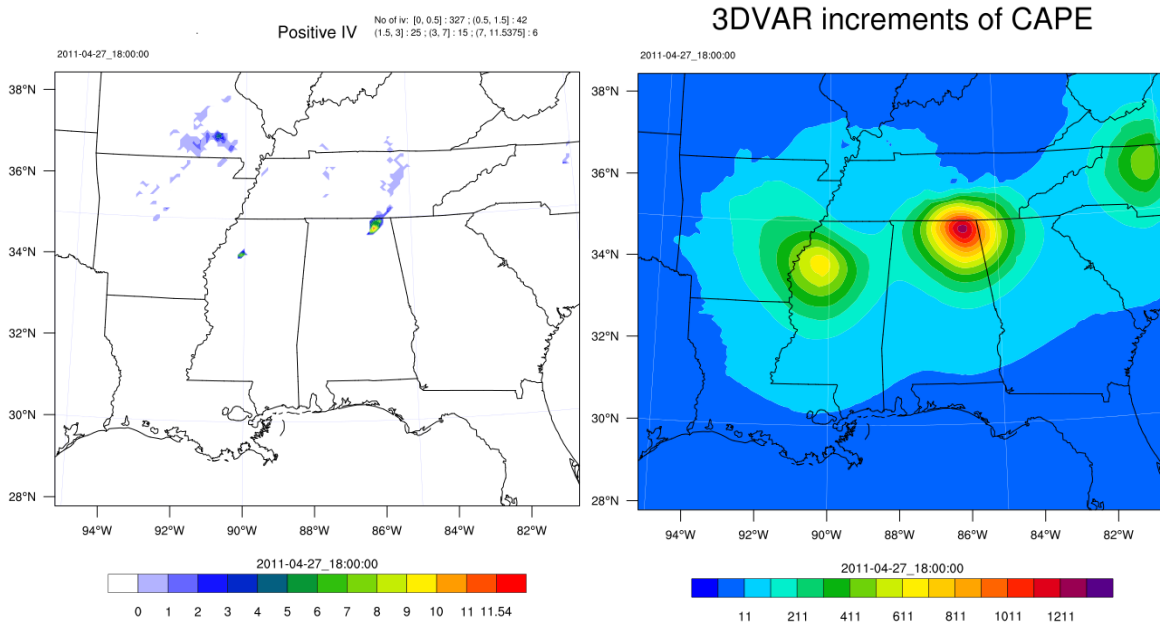 3DVAR increments of CAPE
No of iv: [0, 0.5] : 327 ; (0.5, 1.5] : 42
Positive IV
(1.5, 3] : 25 ; (3, 7] : 15 ; (7, 11.5375] : 6
2011-04-27_18:00:00
2011-04-27_18:00:00
38°N
36°N
34°N
32°N
30°N
28°N
94°W 92°W 90°W 88°W 86°W 84°W 82°W
38°N
36°N
34°N
32°N
30°N
28°N
94°W 92°W 90°W 88°W 86°W 84°W 82°W
2011-04-27_18:00:00
0 1 2 3 4 5 6 7 8 9 10 11 11.54
2011-04-27_18:00:00
11 211 411 611 811 1011 1211